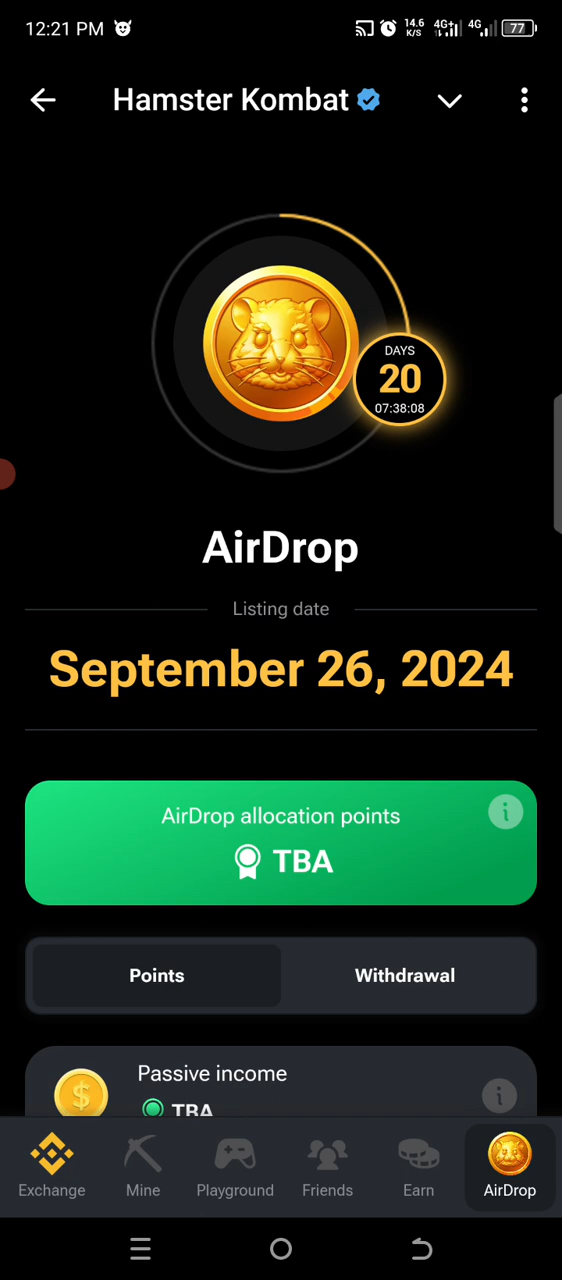 12:21 PM
14.6 K/S 4G+ 4G 77
Hamster Kombat
DAYS
20
07:38:08
AirDrop
Listing date
September 26, 2024
AirDrop allocation points
TBA
Points Withdrawal
Passive income
TBA
Exchange Mine Playground Friends Earn AirDrop